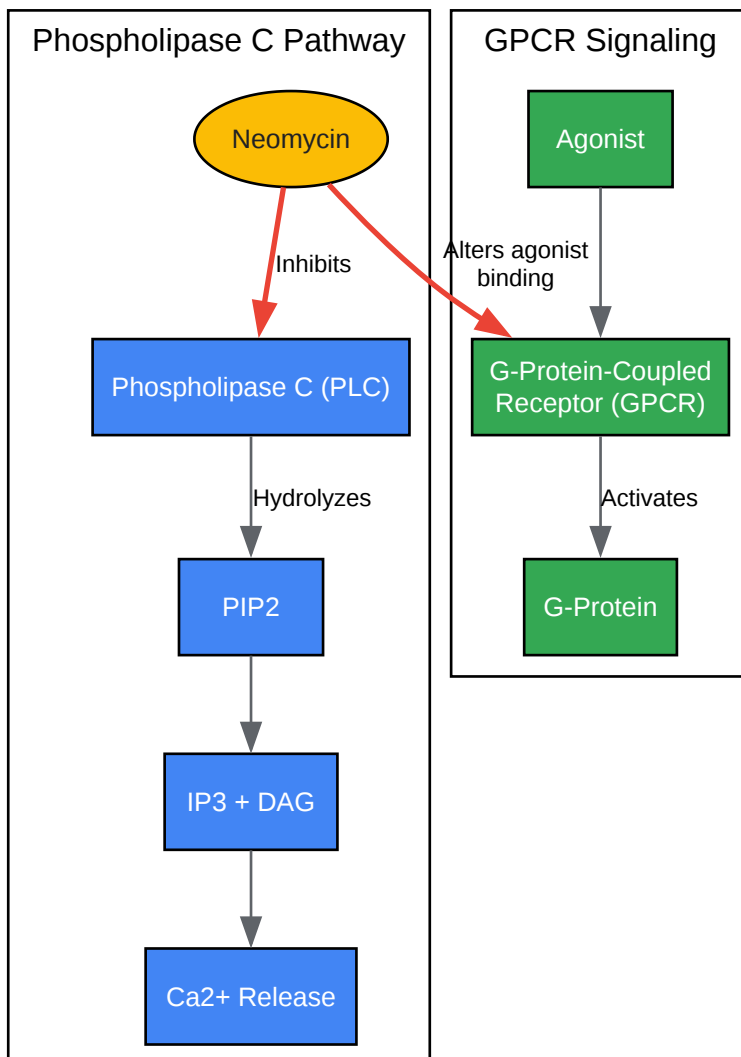 Phospholipase C Pathway
GPCR Signaling
Neomycin
Agonist
Inhibits
Alters agonist
binding
Phospholipase C (PLC)
G-Protein-Coupled
Receptor (GPCR)
Hydrolyzes
Activates
PIP2
G-Protein
IP3 + DAG
Ca2+ Release